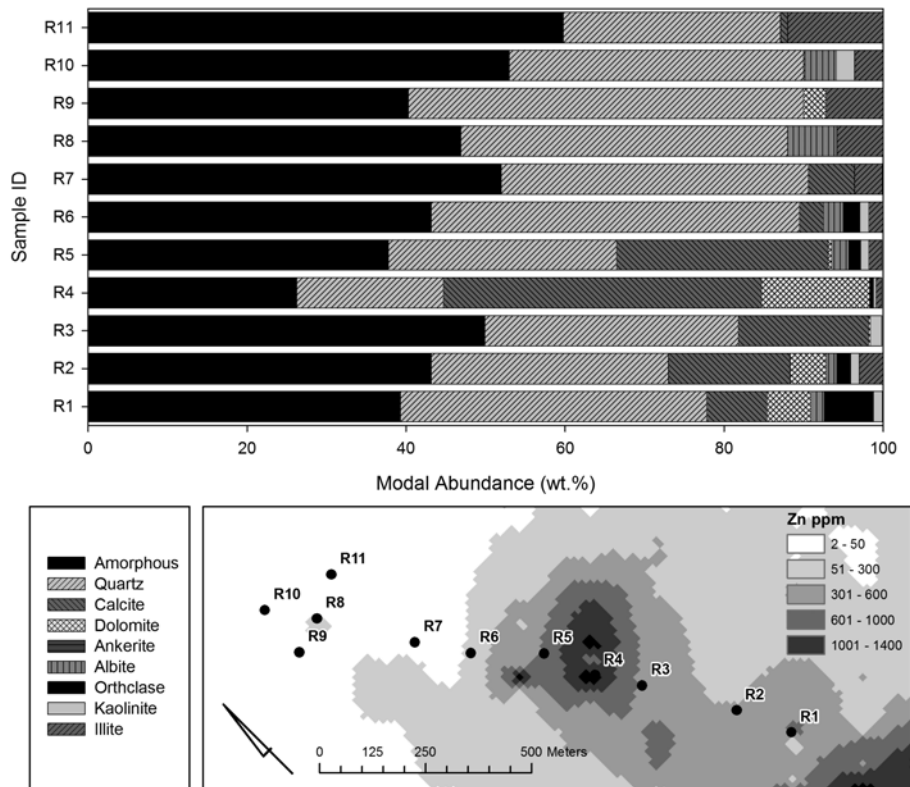 Sample ID
R11
R10
R9
R8
R7
R6
R5
R4
R3
R2
R1
0 20 40 60 80 100
Modal Abundance (wt.%)
Amorphous
Quartz
Calcite
Dolomite
Ankerite
Albite
Orthclase
Kaolinite
Illite
Zn ppm
2 - 50
51 - 300
301 - 600
601 - 1000
1001 - 1400
R11
R10
R8
R9
R7
R6
R5
R4
R3
R2
R1
0 125 250 500 Meters